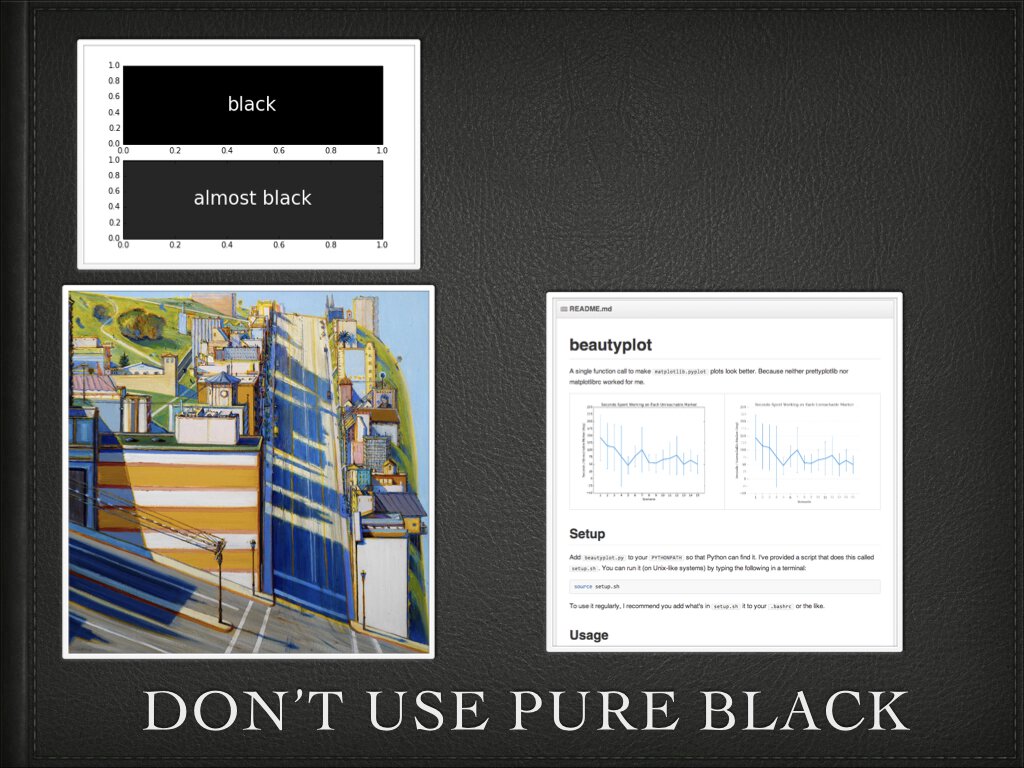 1.0
0.8
0.6
0.4
0.2
0.0
black
0.0 0.2 0.4 0.6 0.8 1.0
1.0
0.8
0.6
0.4
0.2
0.0
almost black
0.0 0.2 0.4 0.6 0.8 1.0
README.md
beautyplot
A single function call to make matplotlib.pyplot plots look better. Because neither prettyplotlib nor
matplotlibrc worked for me.
Seconds Spent Working on Each Unreachable Market
Seconds Spent Working on Each Unreachable Market
Setup
Add beautyplot.py to your PYTHONPATH so that Python can find it. I've provided a script that does this called
setup.sh. You can run it (on Unix-like systems) by typing the following in a terminal:
source setup.sh
To use it regularly, I recommend you add what's in setup.sh it to your .bashrc or the like.
Usage
DON'T USE PURE BLACK